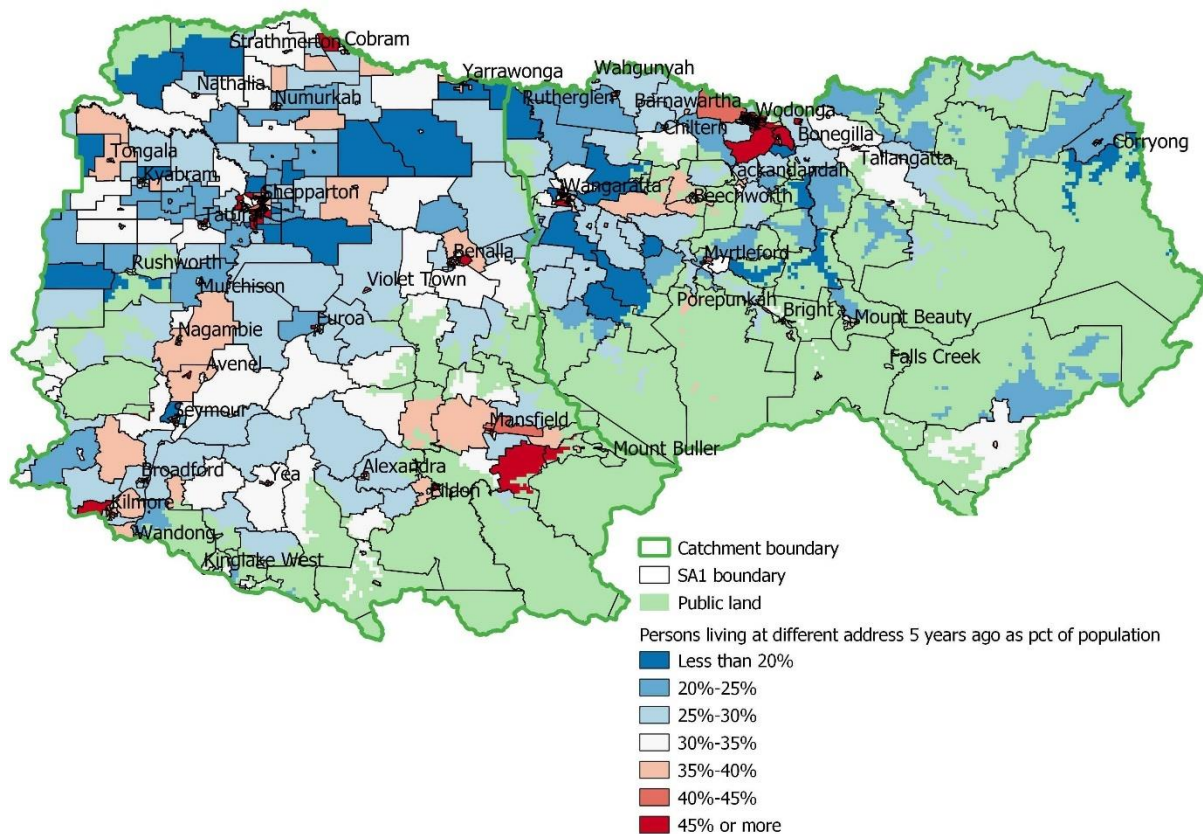 Strathmerton
Cobram
Nathalia
Numurkah
Yarrawonga
Wahgunyah
Rutherglen
Barnawartha
Wodonga
Chiltern
Bonegilla
Corryong
Tongala
Kyabram
Shepparton
Tatura
Tallangatta
Yackandandah
Wangaratta
Beechworth
Rushworth
Benalla
Myrtleford
Murchison
Violet Town
Porepunkah
Bright
Mount Beauty
Nagambie
Euroa
Avenel
Falls Creek
Seymour
Mansfield
Mount Buller
Broadford
Yea
Alexandra
Eildon
Kilmore
Wandong
Kinglake West
Catchment boundary
SA1 boundary
Public land
Persons living at different address 5 years ago as pct of population
Less than 20%
20%-25%
25%-30%
30%-35%
35%-40%
40%-45%
45% or more